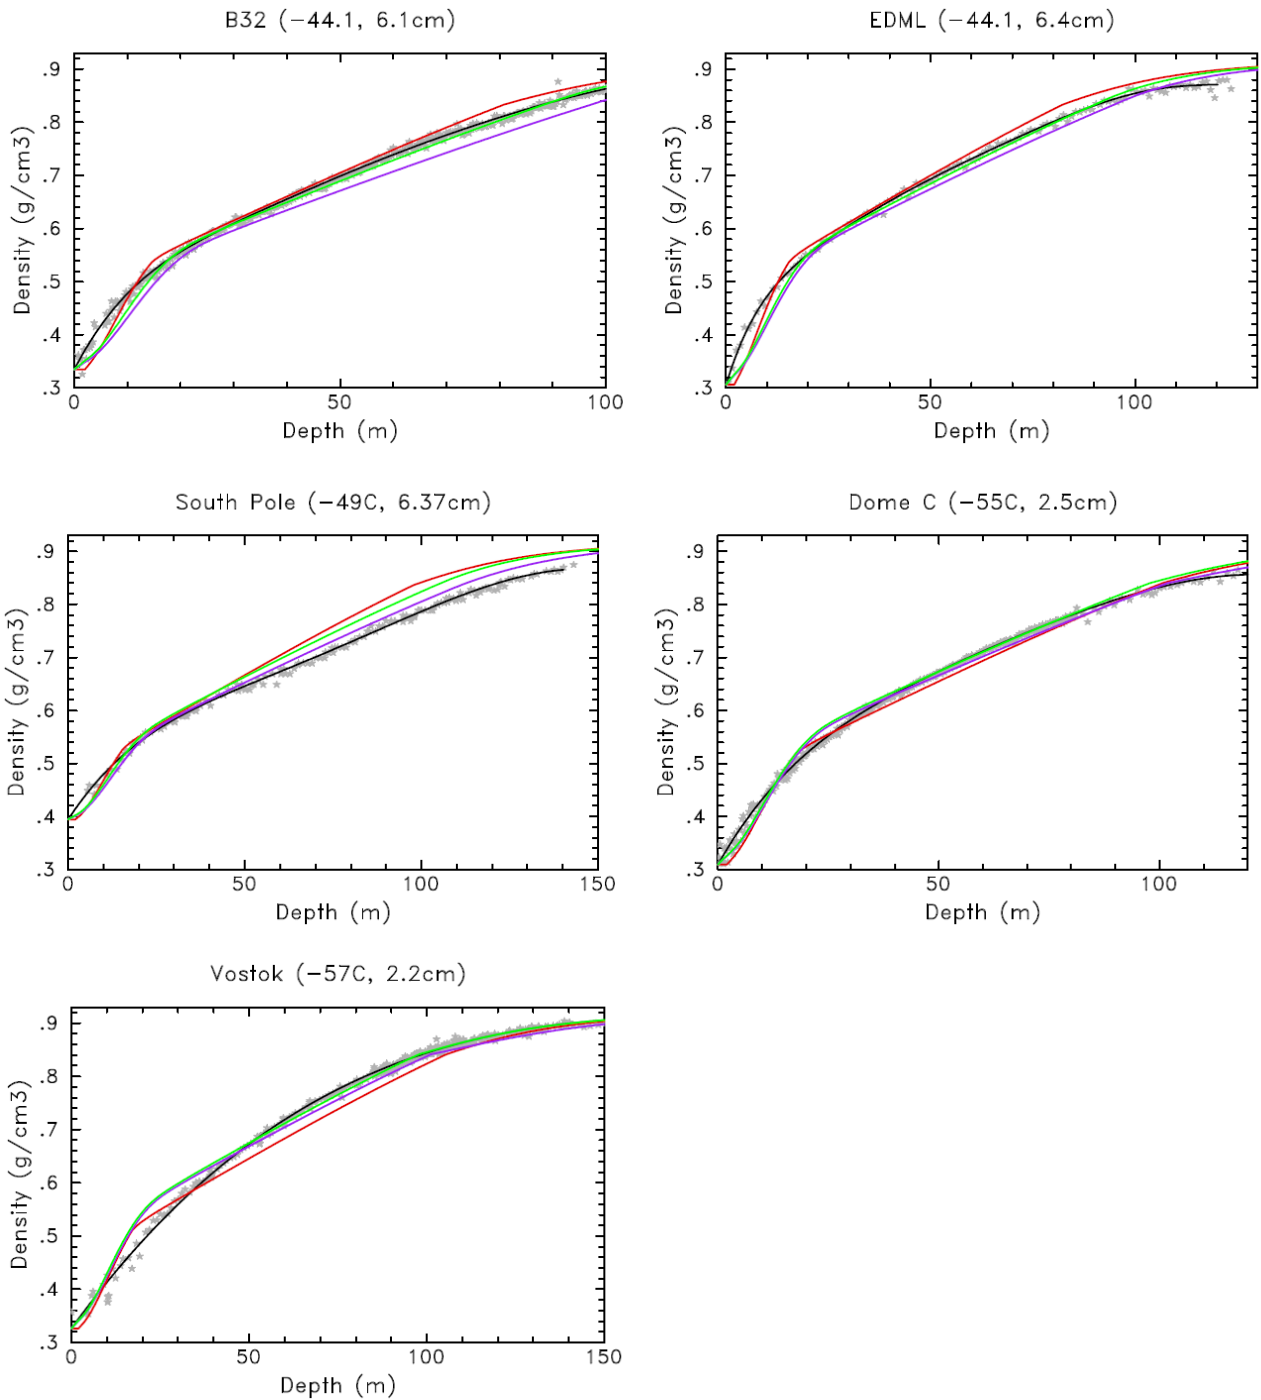 B32 (−44.1, 6.1cm)
.9
.8
.7
.6
.5
.4
.3
Density (g/cm3)
0 50 100
Depth (m)
EDML (−44.1, 6.4cm)
.9
.8
.7
.6
.5
.4
.3
Density (g/cm3)
0 50 100
Depth (m)
South Pole (−49C, 6.37cm)
.9
.8
.7
.6
.5
.4
.3
Density (g/cm3)
0 50 100 150
Depth (m)
Dome C (−55C, 2.5cm)
.9
.8
.7
.6
.5
.4
.3
Density (g/cm3)
0 50 100
Depth (m)
Vostok (−57C, 2.2cm)
.9
.8
.7
.6
.5
.4
.3
Density (g/cm3)
0 50 100 150
Depth (m)